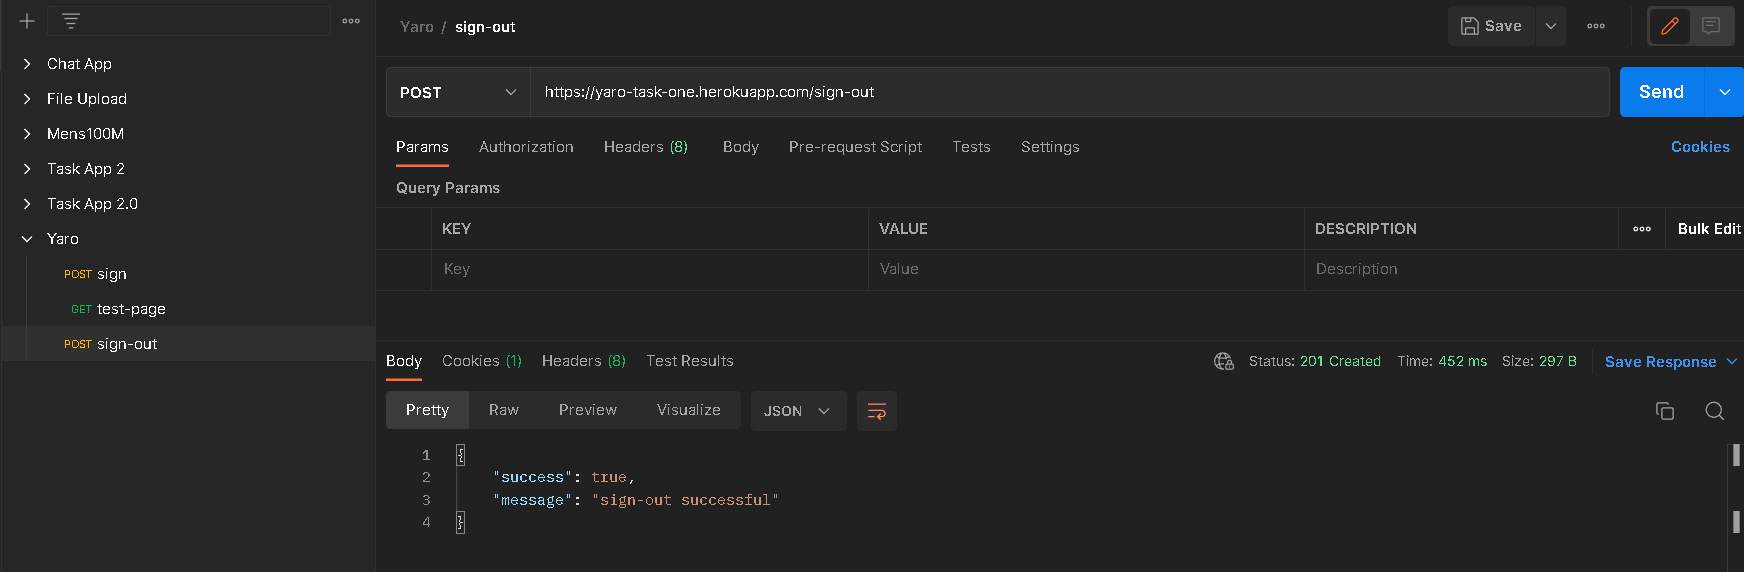 Chat App
File Upload
Mens100M
Task App 2
Task App 2.0
Yaro
POST sign
GET test-page
POST sign-out
Yaro / sign-out
Save
POST
https://yaro-task-one.herokuapp.com/sign-out
Send
Params Authorization Headers (8) Body Pre-request Script Tests Settings Cookies
Query Params
KEY VALUE DESCRIPTION Bulk Edit
Key Value Description
Body Cookies (1) Headers (8) Test Results Status: 201 Created Time: 452 ms Size: 297 B Save Response
Pretty Raw Preview Visualize JSON
1 {
2 "success": true,
3 "message": "sign-out successful"
4 }